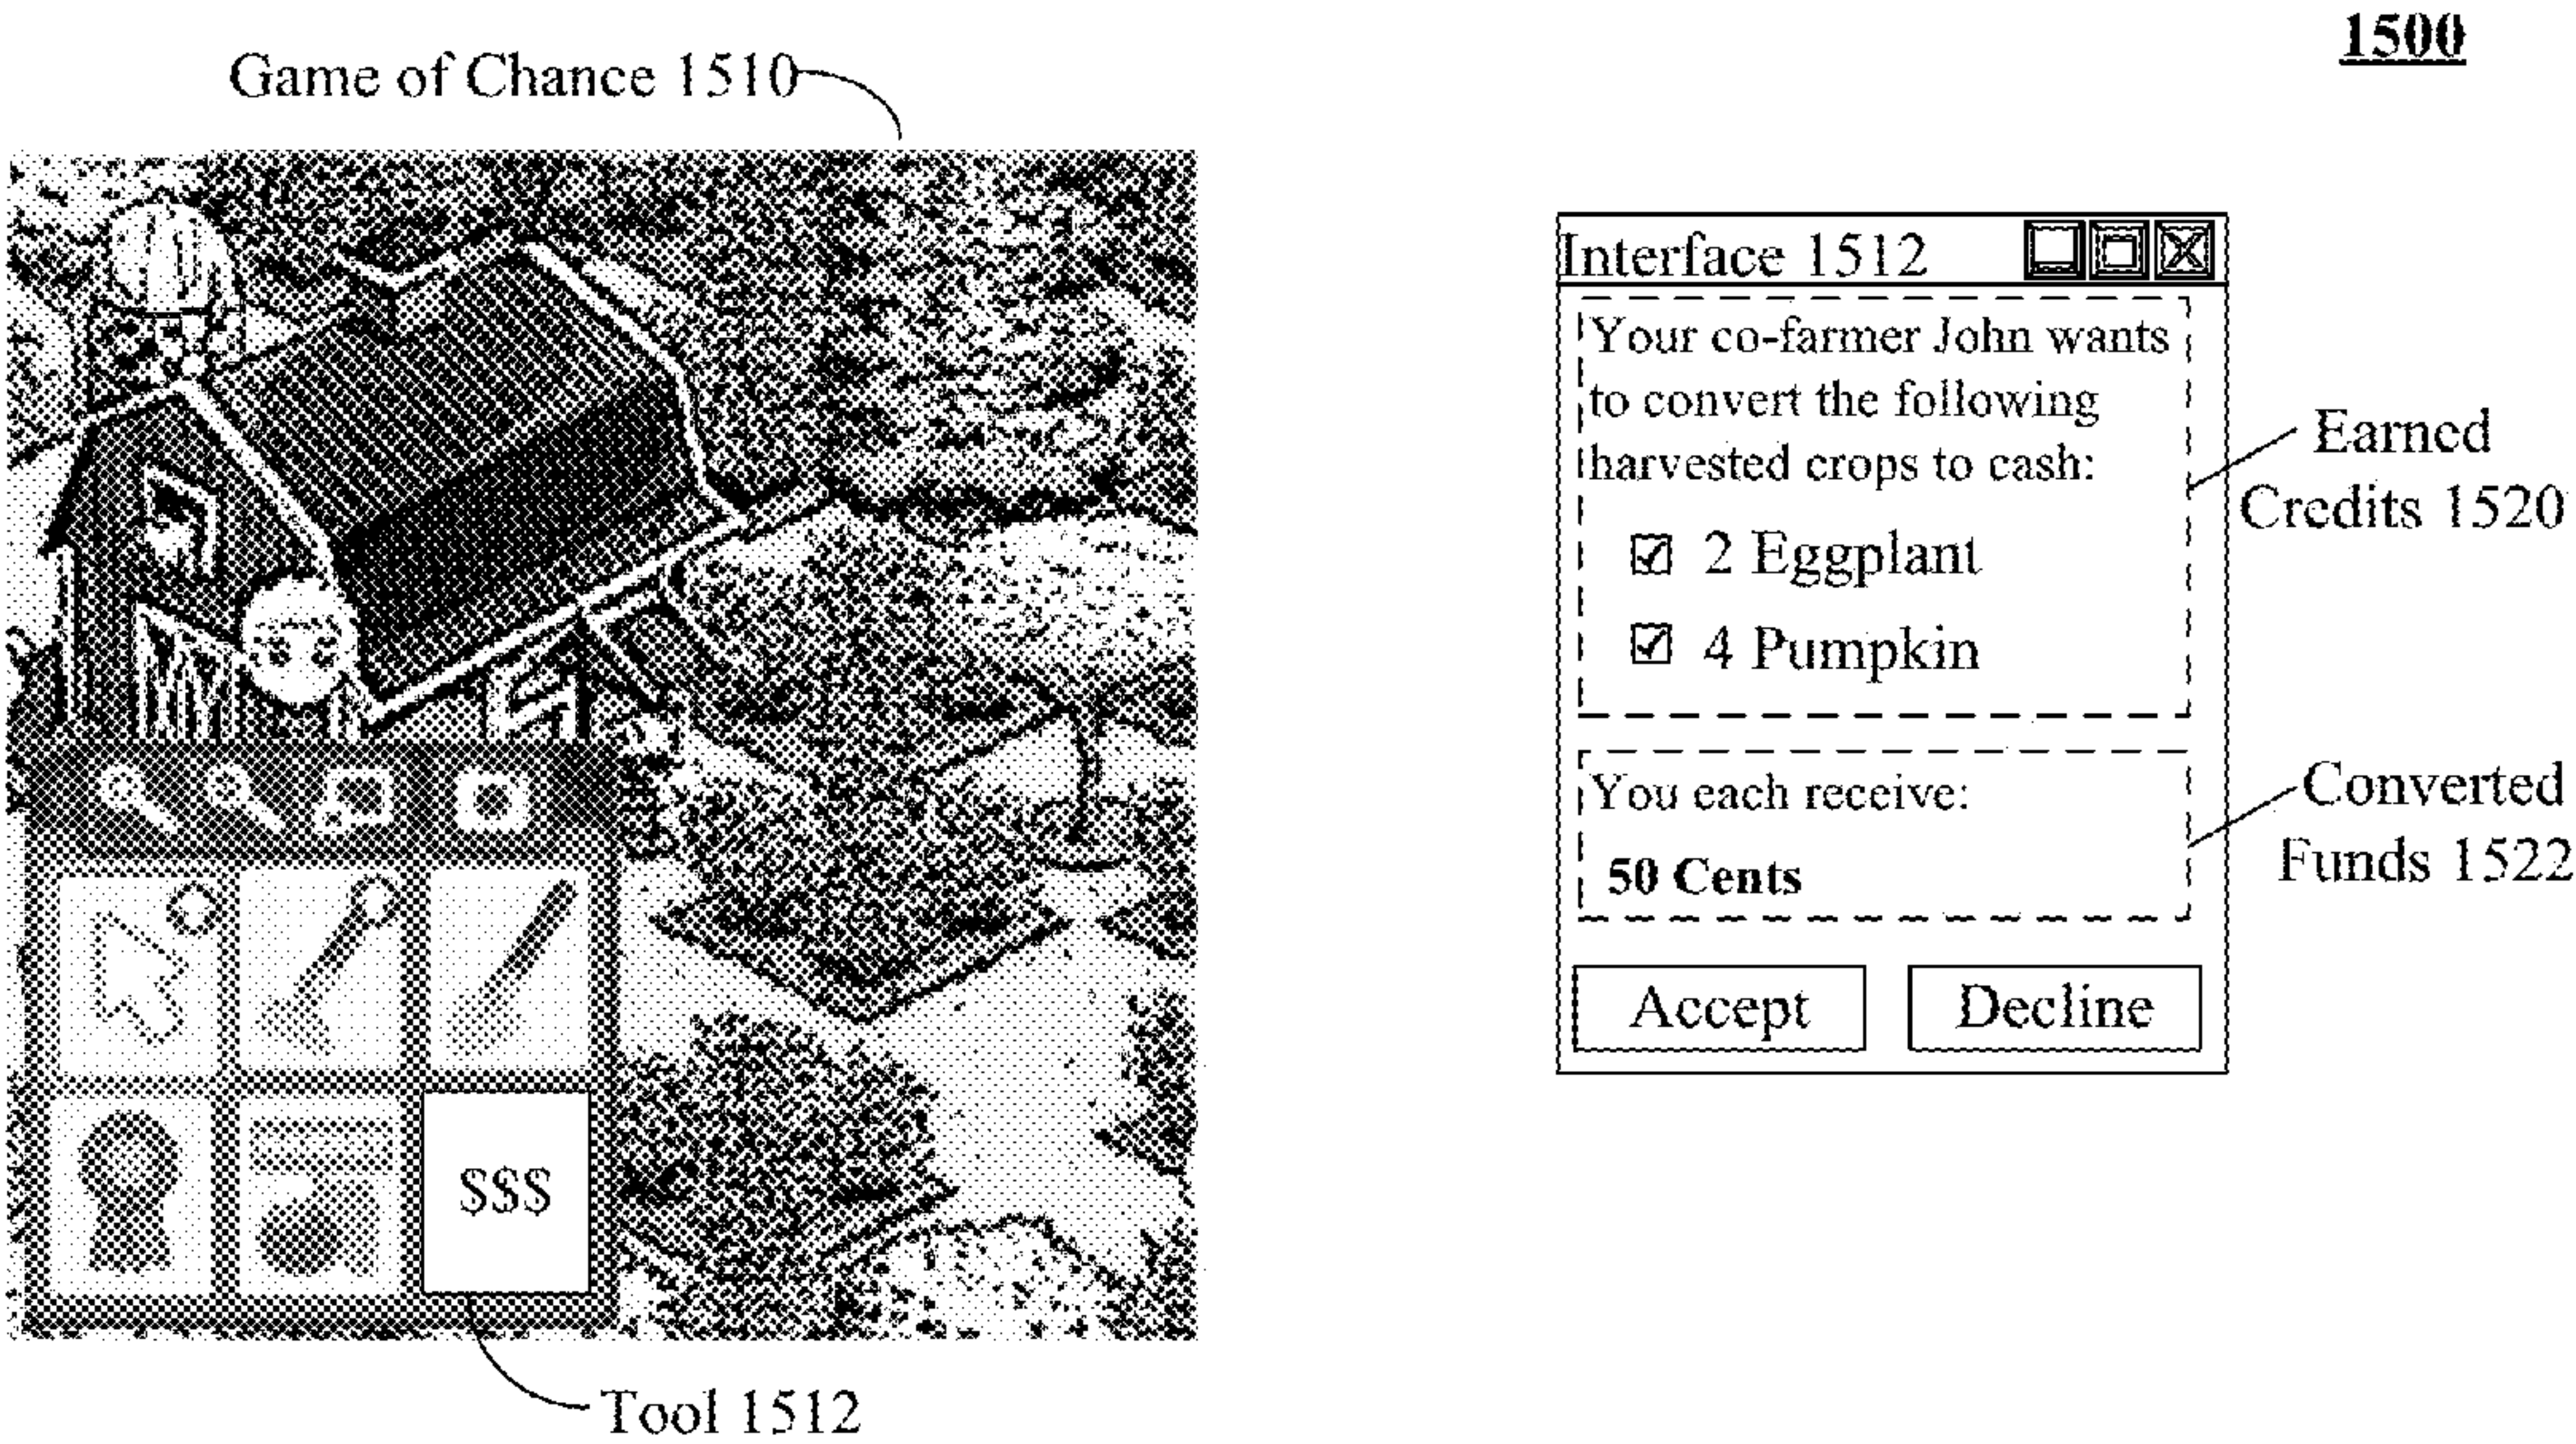 1500
Game of Chance 1510
Interface 1512
Your co-farmer John wants
to convert the following
harvested crops to cash:
2 Eggplant
4 Pumpkin
Earned
Credits 1520
You each receive:
50 Cents
Converted
Funds 1522
Accept
Decline
$$$
Tool 1512